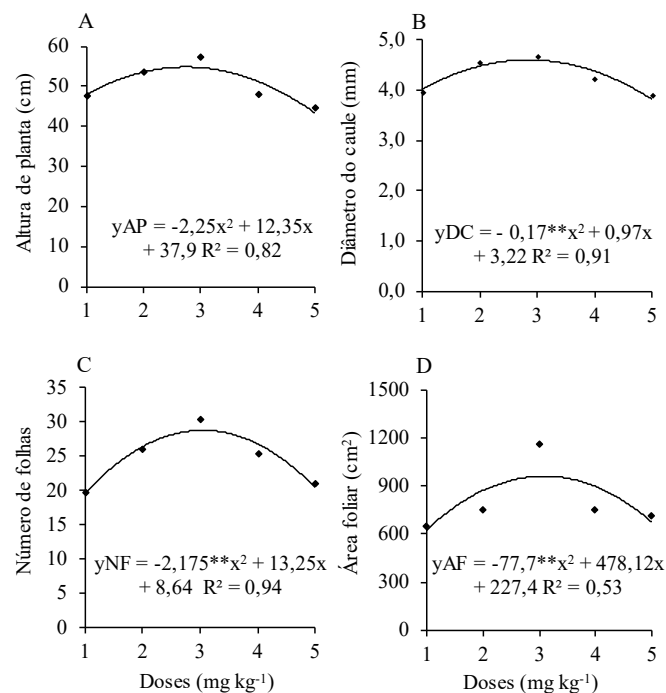 A
Altura de planta (cm)
60
50
40
30
20
10
0
yAP = -2,25x² + 12,35x
+ 37,9 R² = 0,82
1 2 3 4 5
B
Diâmetro do caule (mm)
5,0
4,0
3,0
2,0
1,0
0,0
yDC = - 0,17**x² + 0,97x
+ 3,22 R² = 0,91
1 2 3 4 5
C
Número de folhas
35
30
25
20
15
10
5
0
yNF = -2,175**x² + 13,25x
+ 8,64 R² = 0,94
1 2 3 4 5
Doses (mg kg⁻¹)
D
Área foliar (cm²)
1500
1200
900
600
300
0
yAF = -77,7**x² + 478,12x
+ 227,4 R² = 0,53
1 2 3 4 5
Doses (mg kg⁻¹)